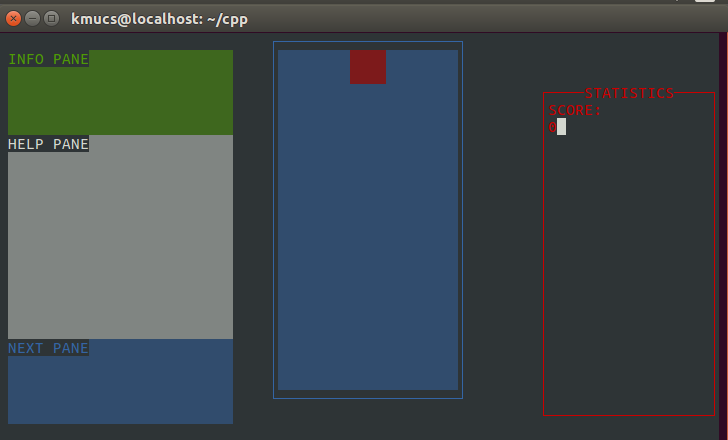 kmucs@localhost: ~/cpp
INFO PANE
HELP PANE
NEXT PANE
STATISTICS
SCORE:
0